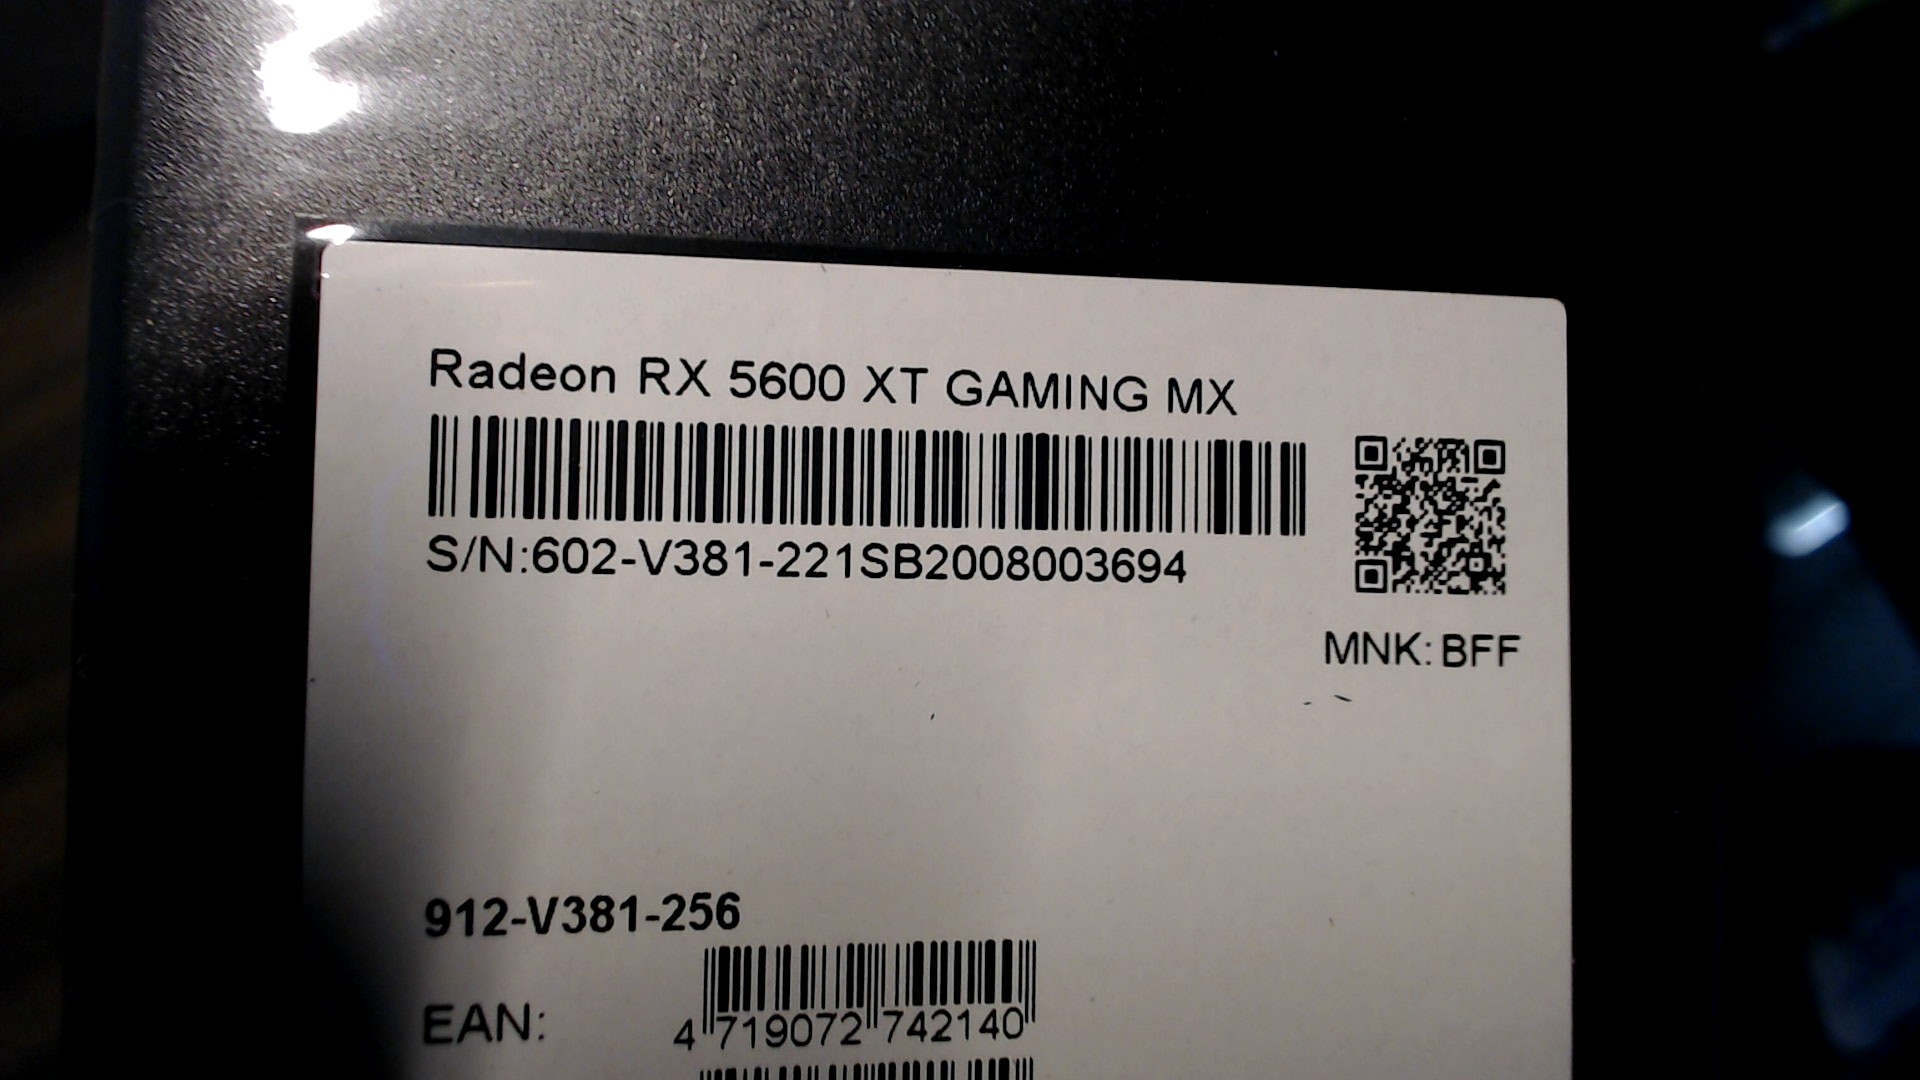 Radeon RX 5600 XT GAMING MX
S/N:602-V381-221SB2008003694
MNK: BFF
912-V381-256
EAN:
4 719072 742140